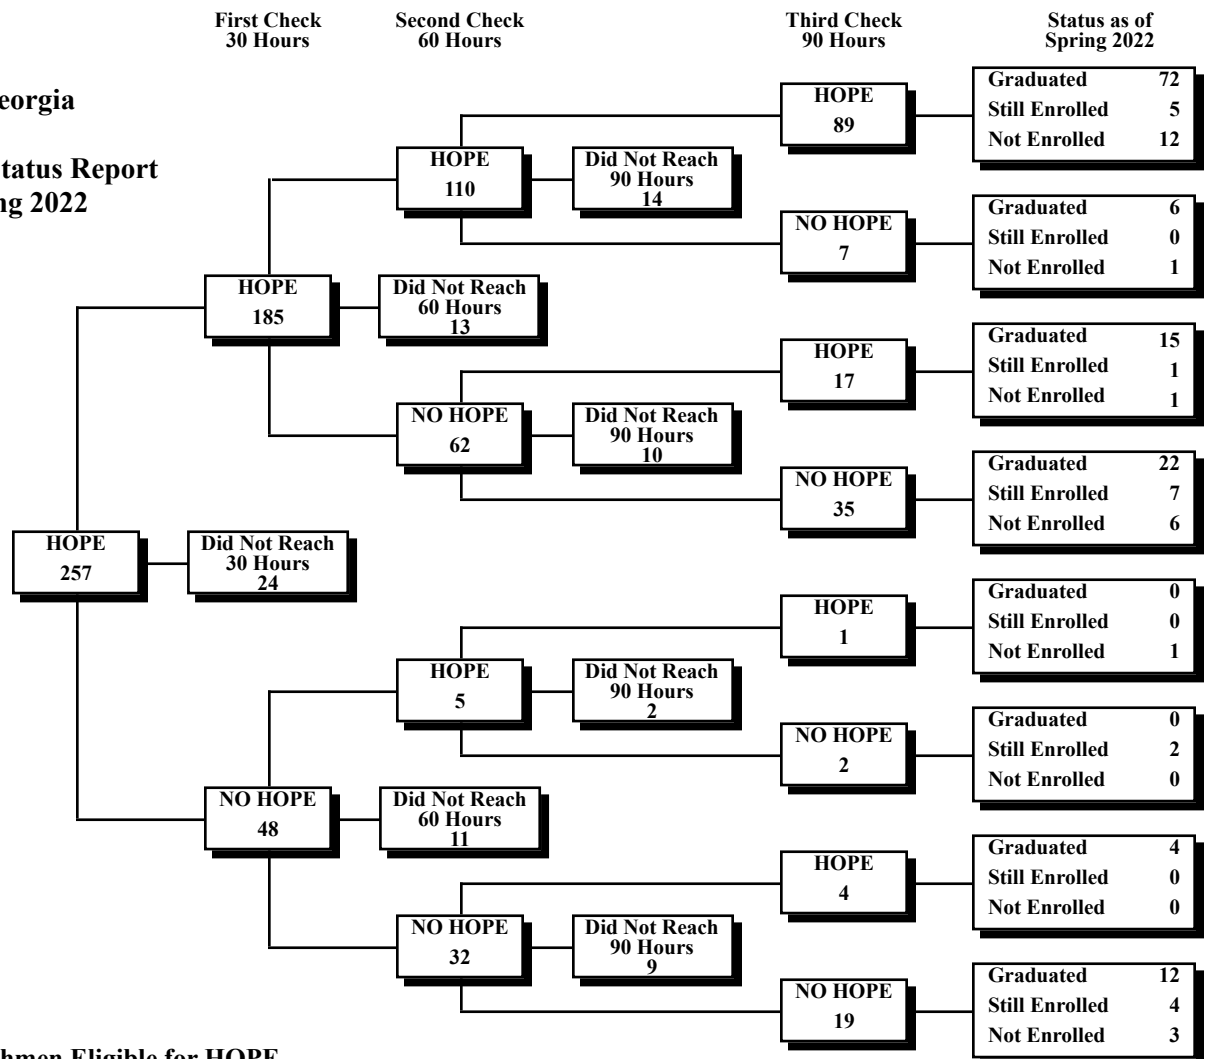 First Check
30 Hours
Second Check
60 Hours
Third Check
90 Hours
Status as of
Spring 2022
Status Report
2022
HOPE
257
Did Not Reach
30 Hours
24
HOPE
185
Did Not Reach
60 Hours
13
NO HOPE
48
Did Not Reach
60 Hours
11
HOPE
110
Did Not Reach
90 Hours
14
NO HOPE
62
Did Not Reach
90 Hours
10
HOPE
5
Did Not Reach
90 Hours
2
NO HOPE
32
Did Not Reach
90 Hours
9
HOPE
89
Graduated 72
Still Enrolled 5
Not Enrolled 12
NO HOPE
7
Graduated 6
Still Enrolled 0
Not Enrolled 1
HOPE
17
Graduated 15
Still Enrolled 1
Not Enrolled 1
NO HOPE
35
Graduated 22
Still Enrolled 7
Not Enrolled 6
HOPE
1
Graduated 0
Still Enrolled 0
Not Enrolled 1
NO HOPE
2
Graduated 0
Still Enrolled 2
Not Enrolled 0
HOPE
4
Graduated 4
Still Enrolled 0
Not Enrolled 0
NO HOPE
19
Graduated 12
Still Enrolled 4
Not Enrolled 3
Eligible for HOPE